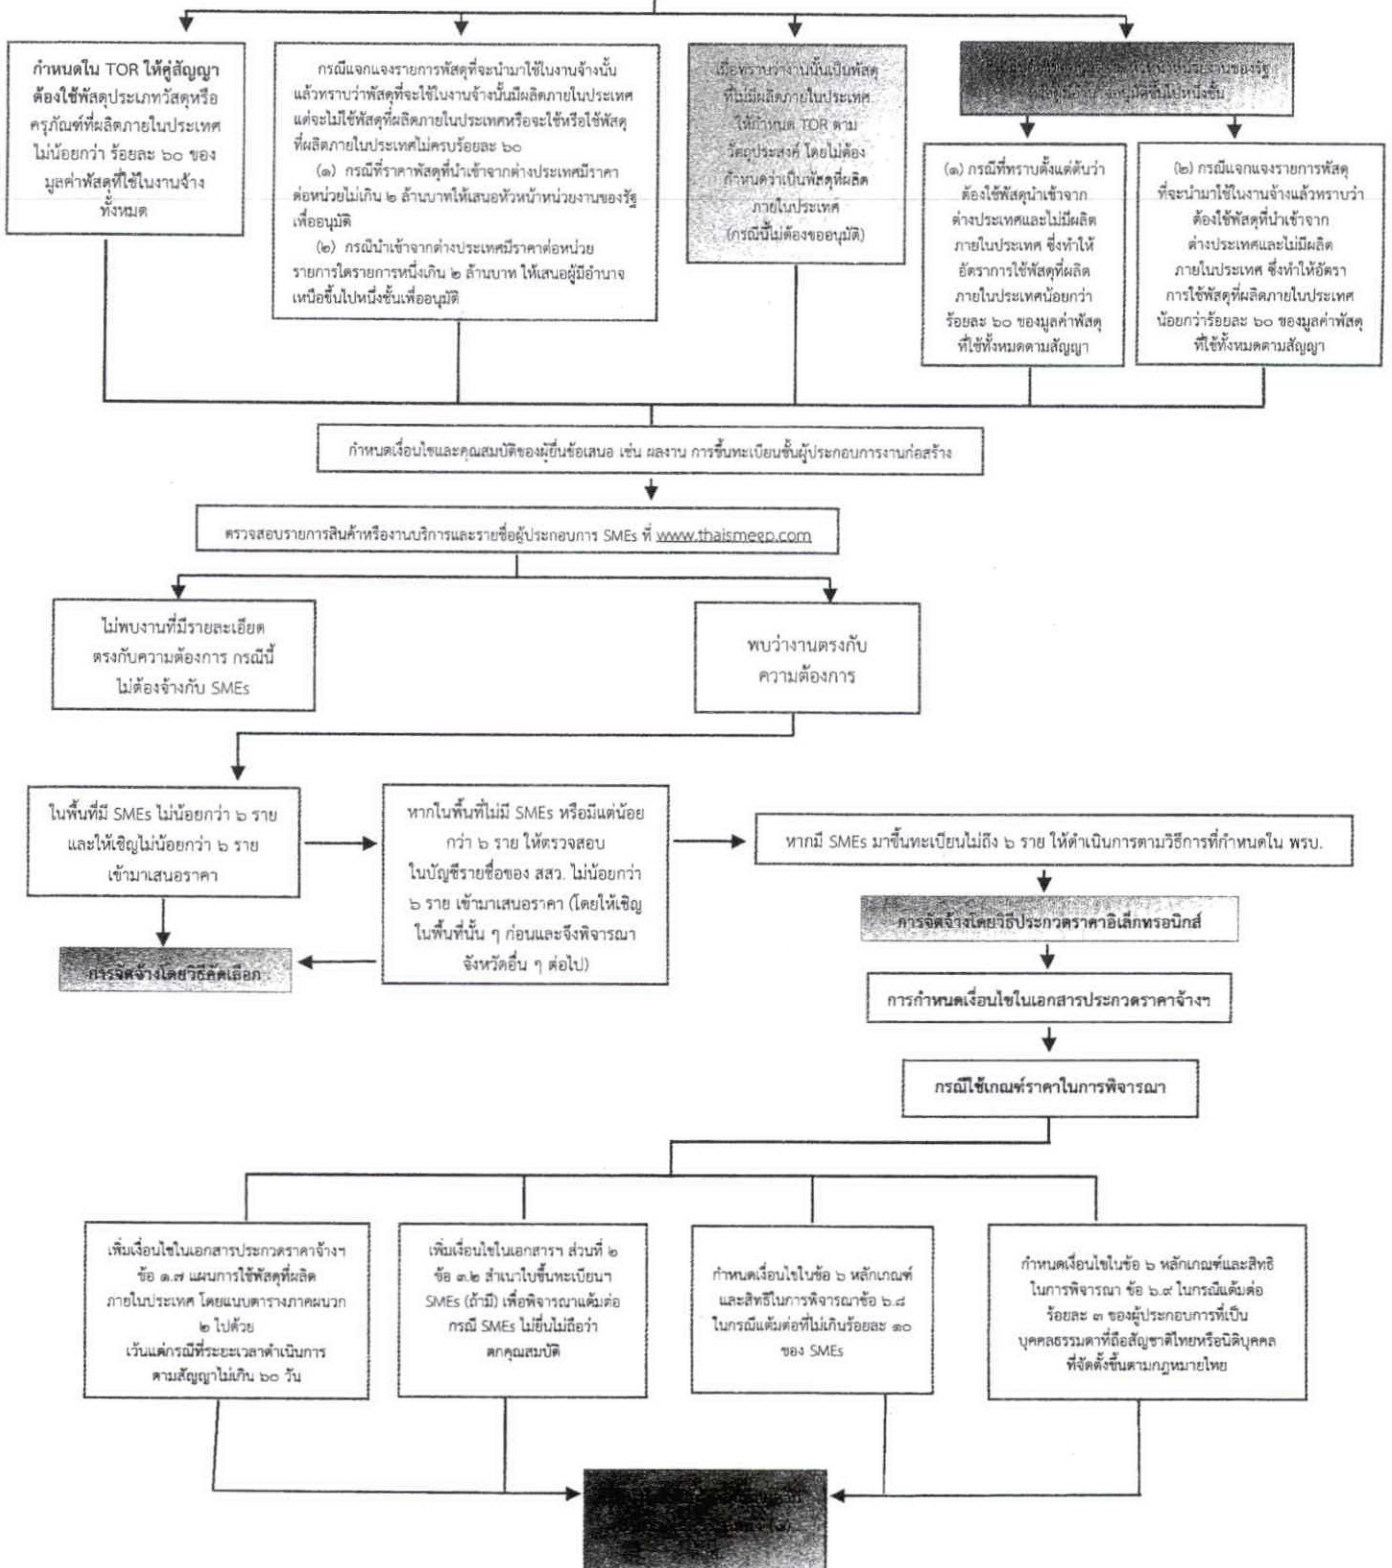 กำหนดใน TOR ให้คู่สัญญา
ต้องใช้พัสดุประเภทวัสดุหรือ
ครุภัณฑ์ที่ผลิตภายในประเทศ
ไม่น้อยกว่า ร้อยละ ๖๐ ของ
มูลค่าพัสดุที่ใช้ในงานจ้าง
ทั้งหมด
กรณีแจกแจงรายการพัสดุที่จะนำมาใช้ในงานจ้างนั้น
แล้วทราบว่าพัสดุที่จะใช้ในงานจ้างนั้นมีผลิตภายในประเทศ
แต่จะไม่ใช้พัสดุที่ผลิตภายในประเทศหรือจะใช้หรือใช้พัสดุ
ที่ผลิตภายในประเทศไม่ครบร้อยละ ๖๐
(๑) กรณีที่ราคาพัสดุที่นำเข้าจากต่างประเทศมีราคา
ต่อหน่วยไม่เกิน ๒ ล้านบาทให้เสนอหัวหน้าหน่วยงานของรัฐ
เพื่ออนุมัติ
(๒) กรณีนำเข้าจากต่างประเทศมีราคาต่อหน่วย
รายการใดรายการหนึ่งเกิน ๒ ล้านบาท ให้เสนอผู้มีอำนาจ
เหนือขึ้นไปหนึ่งชั้นเพื่ออนุมัติ
เมื่อทราบว่างานนั้นเป็นพัสดุ
ที่ไม่มีผลิตภายในประเทศ
ให้กำหนด TOR ตาม
วัตถุประสงค์ โดยไม่ต้อง
กำหนดว่าเป็นพัสดุที่ผลิต
ภายในประเทศ
(กรณีนี้ไม่ต้องขออนุมัติ)
หน่วยงานของรัฐ
อนุมัติขึ้นไปหนึ่งชั้น
(๑) กรณีที่ทราบตั้งแต่ต้นว่า
ต้องใช้พัสดุนำเข้าจาก
ต่างประเทศและไม่มีผลิต
ภายในประเทศ ซึ่งทำให้
อัตราการใช้พัสดุที่ผลิต
ภายในประเทศน้อยกว่า
ร้อยละ ๖๐ ของมูลค่าพัสดุ
ที่ใช้ทั้งหมดตามสัญญา
(๒) กรณีแจกแจงรายการพัสดุ
ที่จะนำมาใช้ในงานจ้างแล้วทราบว่า
ต้องใช้พัสดุที่นำเข้าจาก
ต่างประเทศและไม่มีผลิต
ภายในประเทศ ซึ่งทำให้อัตรา
การใช้พัสดุที่ผลิตภายในประเทศ
น้อยกว่าร้อยละ ๖๐ ของมูลค่าพัสดุ
ที่ใช้ทั้งหมดตามสัญญา
กำหนดเงื่อนไขและคุณสมบัติของผู้ยื่นข้อเสนอ เช่น ผลงาน การขึ้นทะเบียนชั้นผู้ประกอบการงานก่อสร้าง
ตรวจสอบรายการสินค้าหรืองานบริการและรายชื่อผู้ประกอบการ SMEs ที่ www.thaismegp.com
ไม่พบงานที่มีรายละเอียด
ตรงกับความต้องการ กรณีนี้
ไม่ต้องจ้างกับ SMEs
พบว่างานตรงกับ
ความต้องการ
ในพื้นที่มี SMEs ไม่น้อยกว่า ๖ ราย
และให้เชิญไม่น้อยกว่า ๖ ราย
เข้ามาเสนอราคา
หากในพื้นที่ไม่มี SMEs หรือมีแต่น้อย
กว่า ๖ ราย ให้ตรวจสอบ
ในบัญชีรายชื่อของ สสว. ไม่น้อยกว่า
๖ ราย เข้ามาเสนอราคา (โดยให้เชิญ
ในพื้นที่นั้น ๆ ก่อนและจึงพิจารณา
จังหวัดอื่น ๆ ต่อไป)
หากมี SMEs มาขึ้นทะเบียนไม่ถึง ๖ ราย ให้ดำเนินการตามวิธีการที่กำหนดใน พรบ.
การจัดจ้างโดยวิธีคัดเลือก
การจัดจ้างโดยวิธีประกวดราคาอิเล็กทรอนิกส์
การกำหนดเงื่อนไขในเอกสารประกวดราคาจ้างฯ
กรณีใช้เกณฑ์ราคาในการพิจารณา
เพิ่มเงื่อนไขในเอกสารประกวดราคาจ้างฯ
ข้อ ๑.๗ แผนการใช้พัสดุที่ผลิต
ภายในประเทศ โดยแนบตารางภาคผนวก
๒ ไปด้วย
เว้นแต่กรณีที่ระยะเวลาดำเนินการ
ตามสัญญาไม่เกิน ๖๐ วัน
เพิ่มเงื่อนไขในเอกสารฯ ส่วนที่ ๒
ข้อ ๓.๒ สำเนาใบขึ้นทะเบียนฯ
SMEs (ถ้ามี) เพื่อพิจารณาแต้มต่อ
กรณี SMEs ไม่ยื่นไม่ถือว่า
ตกคุณสมบัติ
กำหนดเงื่อนไขในข้อ ๖ หลักเกณฑ์
และสิทธิในการพิจารณาข้อ ๖.๘
ในกรณีแต้มต่อที่ไม่เกินร้อยละ ๑๐
ของ SMEs
กำหนดเงื่อนไขในข้อ ๖ หลักเกณฑ์และสิทธิ
ในการพิจารณา ข้อ ๖.๙ ในกรณีแต้มต่อ
ร้อยละ ๓ ของผู้ประกอบการที่เป็น
บุคคลธรรมดาที่ถือสัญชาติไทยหรือนิติบุคคล
ที่จัดตั้งขึ้นตามกฎหมายไทย